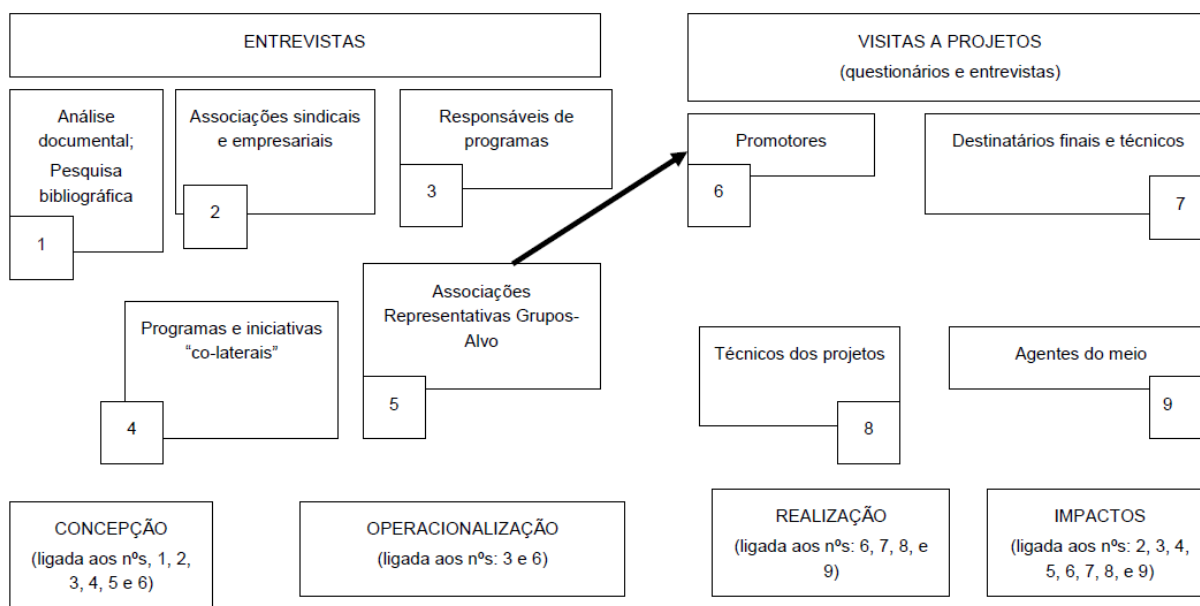 ENTREVISTAS
VISITAS A PROJETOS
(questionários e entrevistas)
Análise
documental;
Pesquisa
bibliográfica
1
Associações sindicais
e empresariais
2
Responsáveis de
programas
3
Promotores
6
Destinatários finais e técnicos
7
Programas e iniciativas
“co-laterais”
4
Associações
Representativas Grupos-
Alvo
5
Técnicos dos projetos
8
Agentes do meio
9
CONCEPÇÃO
(ligada aos nºs, 1, 2,
3, 4, 5 e 6)
OPERACIONALIZAÇÃO
(ligada aos nºs: 3 e 6)
REALIZAÇÃO
(ligada aos nºs: 6, 7, 8, e
9)
IMPACTOS
(ligada aos nºs: 2, 3, 4,
5, 6, 7, 8, e 9)